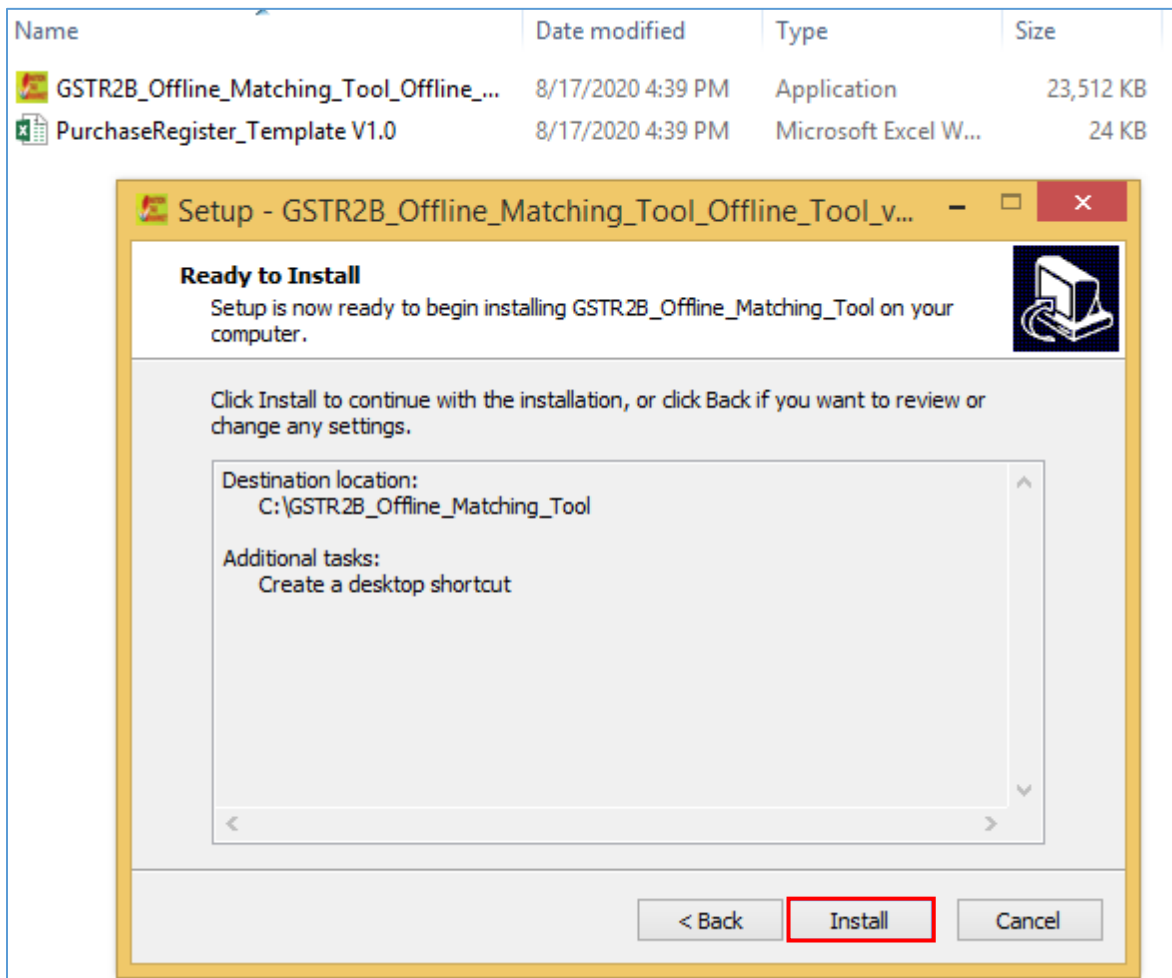 Name Date modified Type Size
GSTR2B_Offline_Matching_Tool_Offline_... 8/17/2020 4:39 PM Application 23,512 KB
PurchaseRegister_Template V1.0 8/17/2020 4:39 PM Microsoft Excel W... 24 KB
Setup - GSTR2B_Offline_Matching_Tool_Offline_Tool_v...
Ready to Install
Setup is now ready to begin installing GSTR2B_Offline_Matching_Tool on your
computer.
Click Install to continue with the installation, or click Back if you want to review or
change any settings.
Destination location:
C:\GSTR2B_Offline_Matching_Tool
Additional tasks:
Create a desktop shortcut
< Back Install Cancel